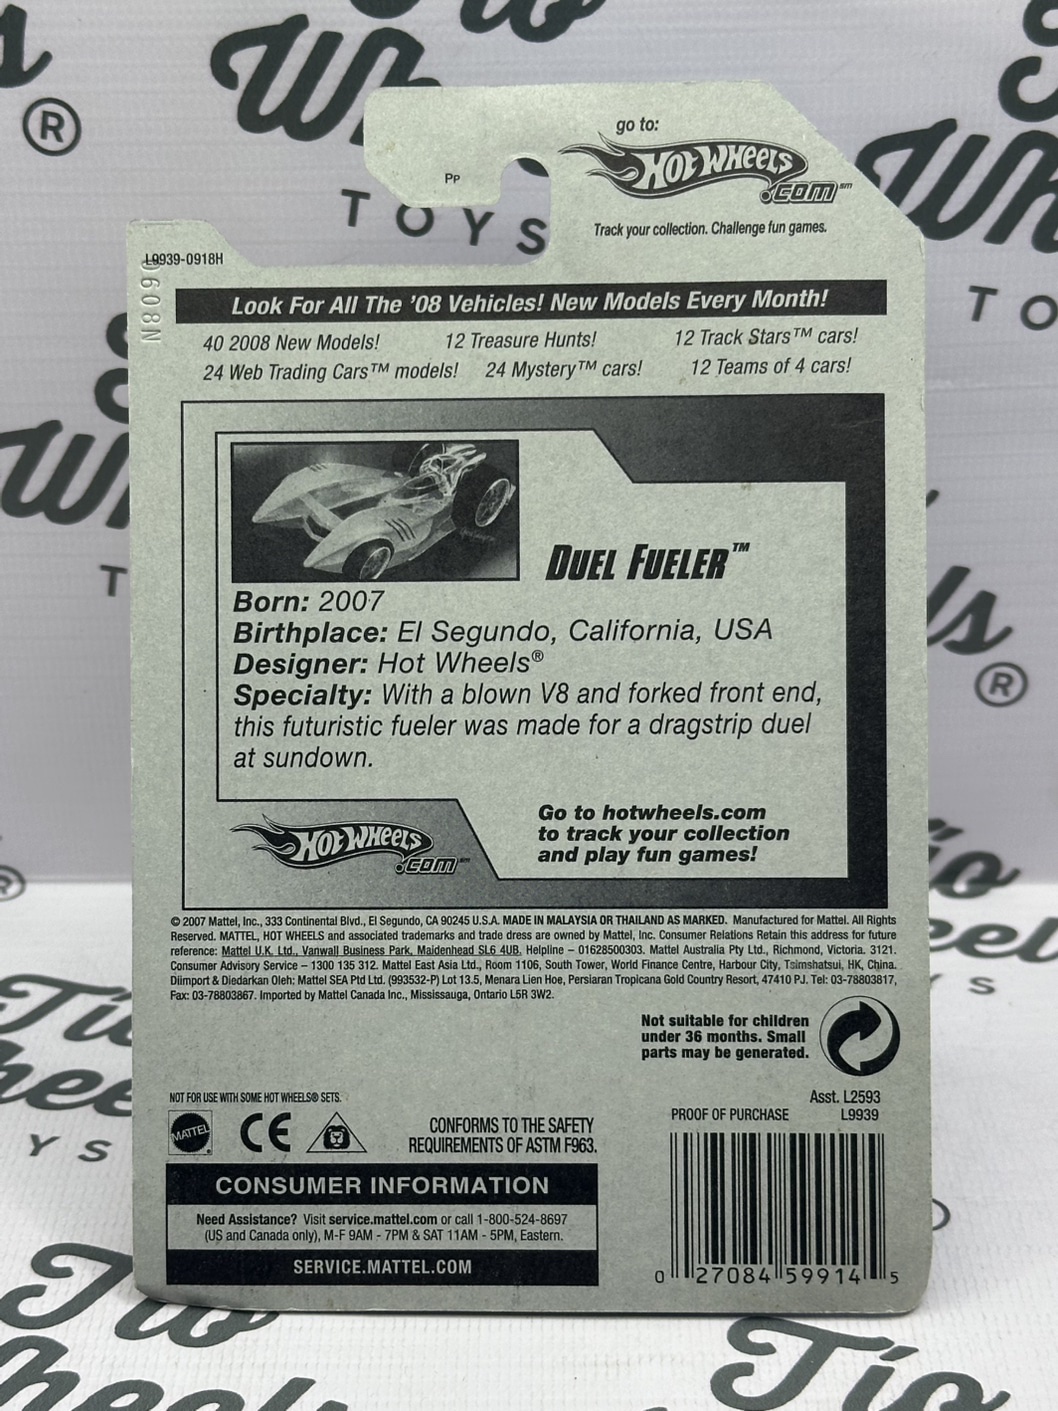 Tio
Wheels
®
TOYS
go to:
HOT WHEELS
.COM℠
Track your collection. Challenge fun games.
Pp
L9939-0918H
0608N
Look For All The '08 Vehicles! New Models Every Month!
40 2008 New Models! 12 Treasure Hunts! 12 Track Stars™ cars!
24 Web Trading Cars™ models! 24 Mystery™ cars! 12 Teams of 4 cars!
DUEL FUELER™
Born: 2007
Birthplace: El Segundo, California, USA
Designer: Hot Wheels®
Specialty: With a blown V8 and forked front end,
this futuristic fueler was made for a dragstrip duel
at sundown.
HOT WHEELS
.COM℠
Go to hotwheels.com
to track your collection
and play fun games!
© 2007 Mattel, Inc., 333 Continental Blvd., El Segundo, CA 90245 U.S.A. MADE IN MALAYSIA OR THAILAND AS MARKED. Manufactured for Mattel. All Rights
Reserved. MATTEL, HOT WHEELS and associated trademarks and trade dress are owned by Mattel, Inc. Consumer Relations Retain this address for future
reference: Mattel U.K. Ltd., Vanwall Business Park, Maidenhead SL6 4UB. Helpline – 01628500303. Mattel Australia Pty Ltd., Richmond, Victoria. 3121.
Consumer Advisory Service – 1300 135 312. Mattel East Asia Ltd., Room 1106, South Tower, World Finance Centre, Harbour City, Tsimshatsui, HK, China.
Diimport & Diedarkan Oleh: Mattel SEA Ptd Ltd. (993532-P) Lot 13.5, Menara Lien Hoe, Persiaran Tropicana Gold Country Resort, 47410 PJ. Tel: 03-78803817,
Fax: 03-78803867. Imported by Mattel Canada Inc., Mississauga, Ontario L5R 3W2.
Not suitable for children
under 36 months. Small
parts may be generated.
NOT FOR USE WITH SOME HOT WHEELS® SETS.
Asst. L2593
PROOF OF PURCHASE L9939
MATTEL
CE
CONFORMS TO THE SAFETY
REQUIREMENTS OF ASTM F963.
CONSUMER INFORMATION
Need Assistance? Visit service.mattel.com or call 1-800-524-8697
(US and Canada only), M-F 9AM - 7PM & SAT 11AM - 5PM, Eastern.
SERVICE.MATTEL.COM
0 27084 59914 5